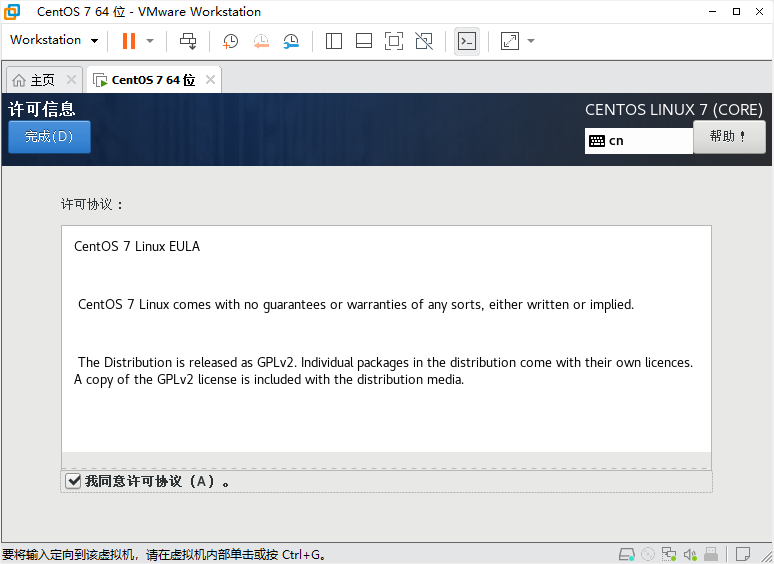 CentOS 7 64 位 - VMware Workstation
Workstation
主页
CentOS 7 64 位
许可信息
CENTOS LINUX 7 (CORE)
完成(D)
cn
帮助！
许可协议：
CentOS 7 Linux EULA
CentOS 7 Linux comes with no guarantees or warranties of any sorts, either written or implied.
The Distribution is released as GPLv2. Individual packages in the distribution come with their own licences.
A copy of the GPLv2 license is included with the distribution media.
我同意许可协议（A）。
要将输入定向到该虚拟机，请在虚拟机内部单击或按 Ctrl+G。